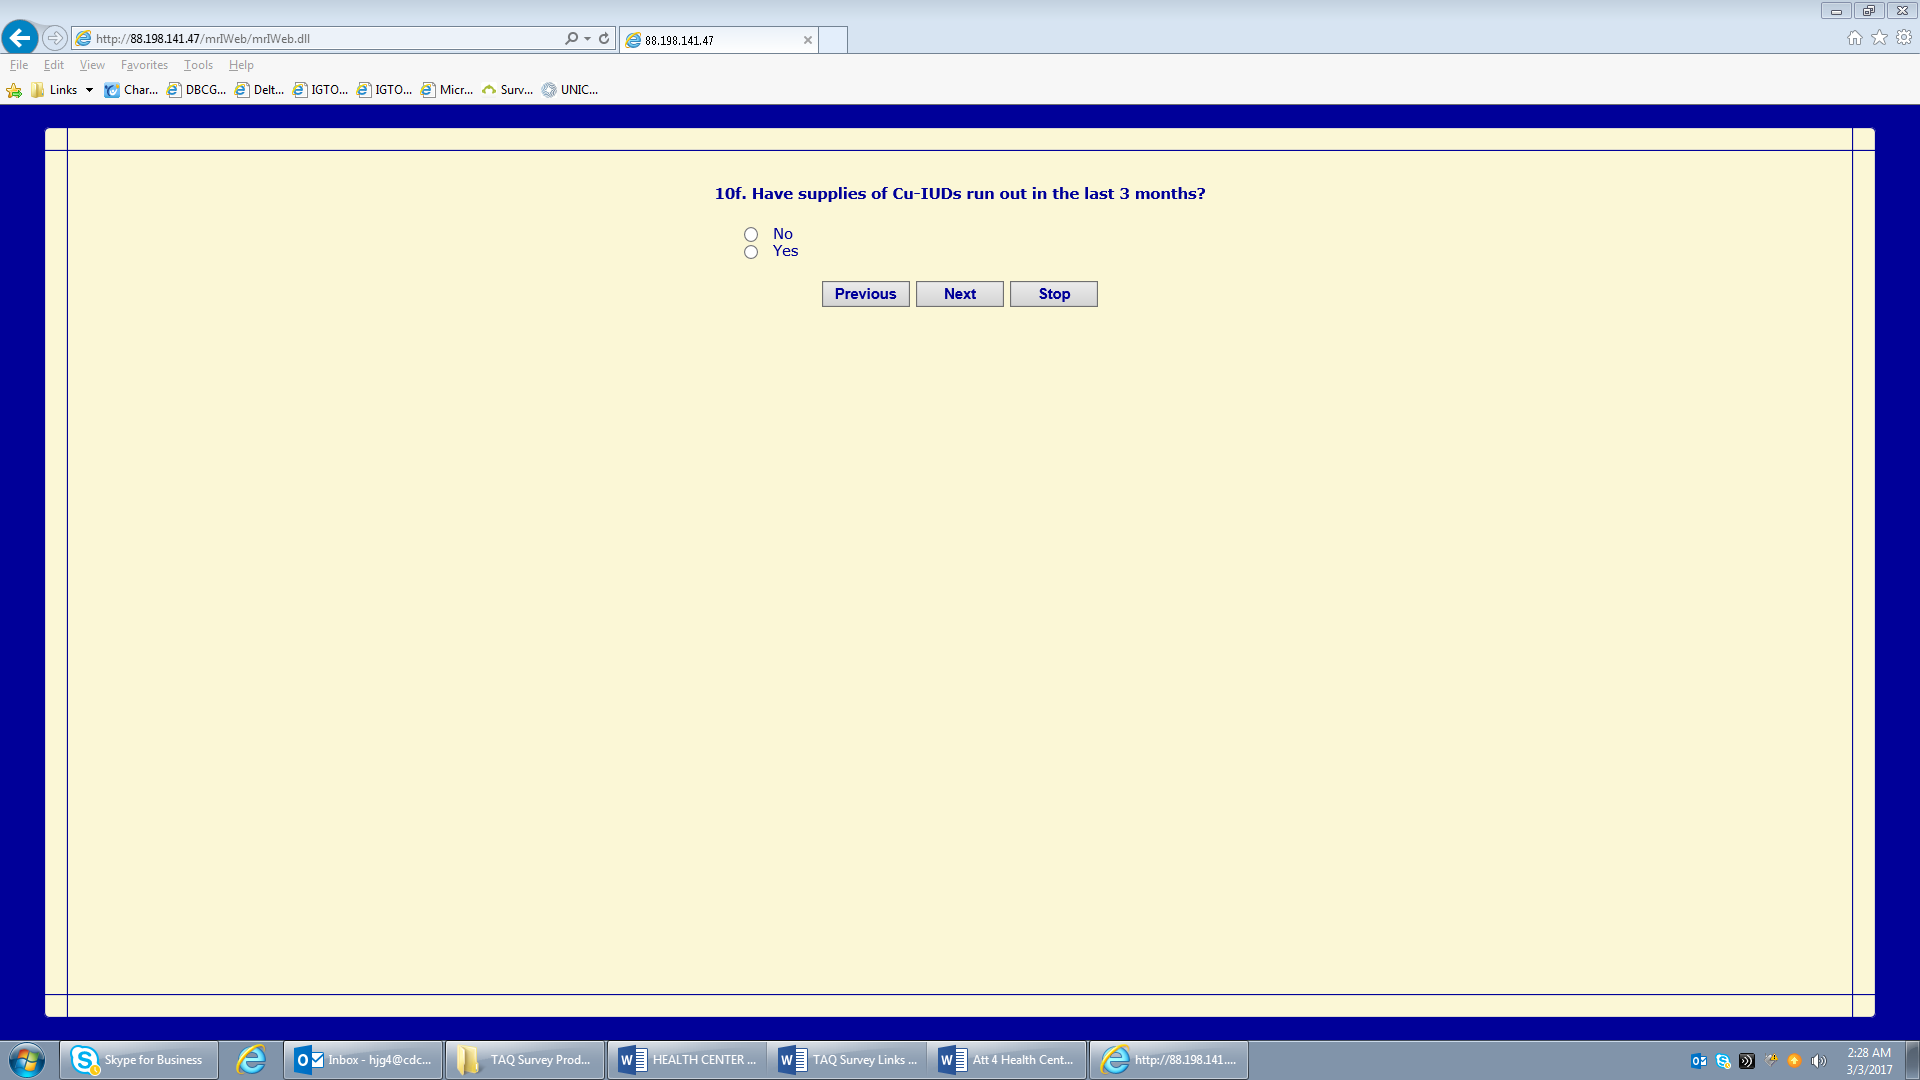 http://88.198.141.47/mrIWeb/mrIWeb.dll
88.198.141.47
File Edit View Favorites Tools Help
Links Char... DBCG... Delt... IGTO... IGTO... Micr... Surv... UNIC...
10f. Have supplies of Cu-IUDs run out in the last 3 months?
No
Yes
Previous Next Stop
Skype for Business Inbox - hjg4@cdc... TAQ Survey Prod... HEALTH CENTER ... TAQ Survey Links ... Att 4 Health Cent... http://88.198.141....
2:28 AM
3/3/2017